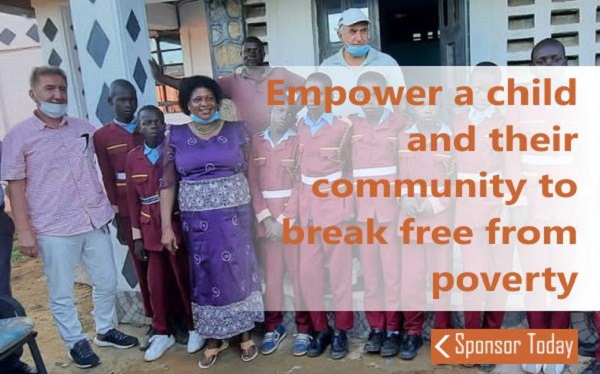 Empower a child
and their
community to
break free from
poverty
Sponsor Today